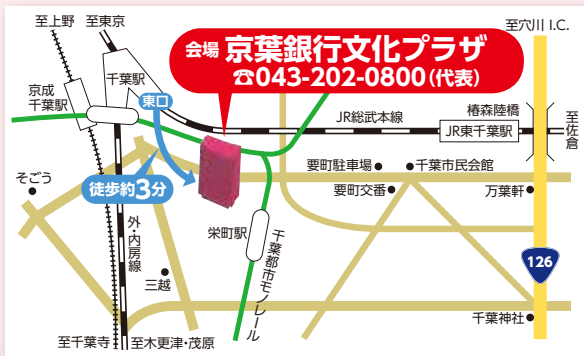 至上野
至東京
至穴川 I.C.
会場 京葉銀行文化プラザ
☎043-202-0800(代表)
千葉駅
京成
千葉駅
東口
JR総武本線
椿森陸橋
JR東千葉駅
至佐倉
要町駐車場
千葉市民会館
そごう
徒歩約3分
要町交番
万葉軒
外・内房線
栄町駅
千葉都市モノレール
126
三越
千葉神社
至千葉寺
至木更津・茂原